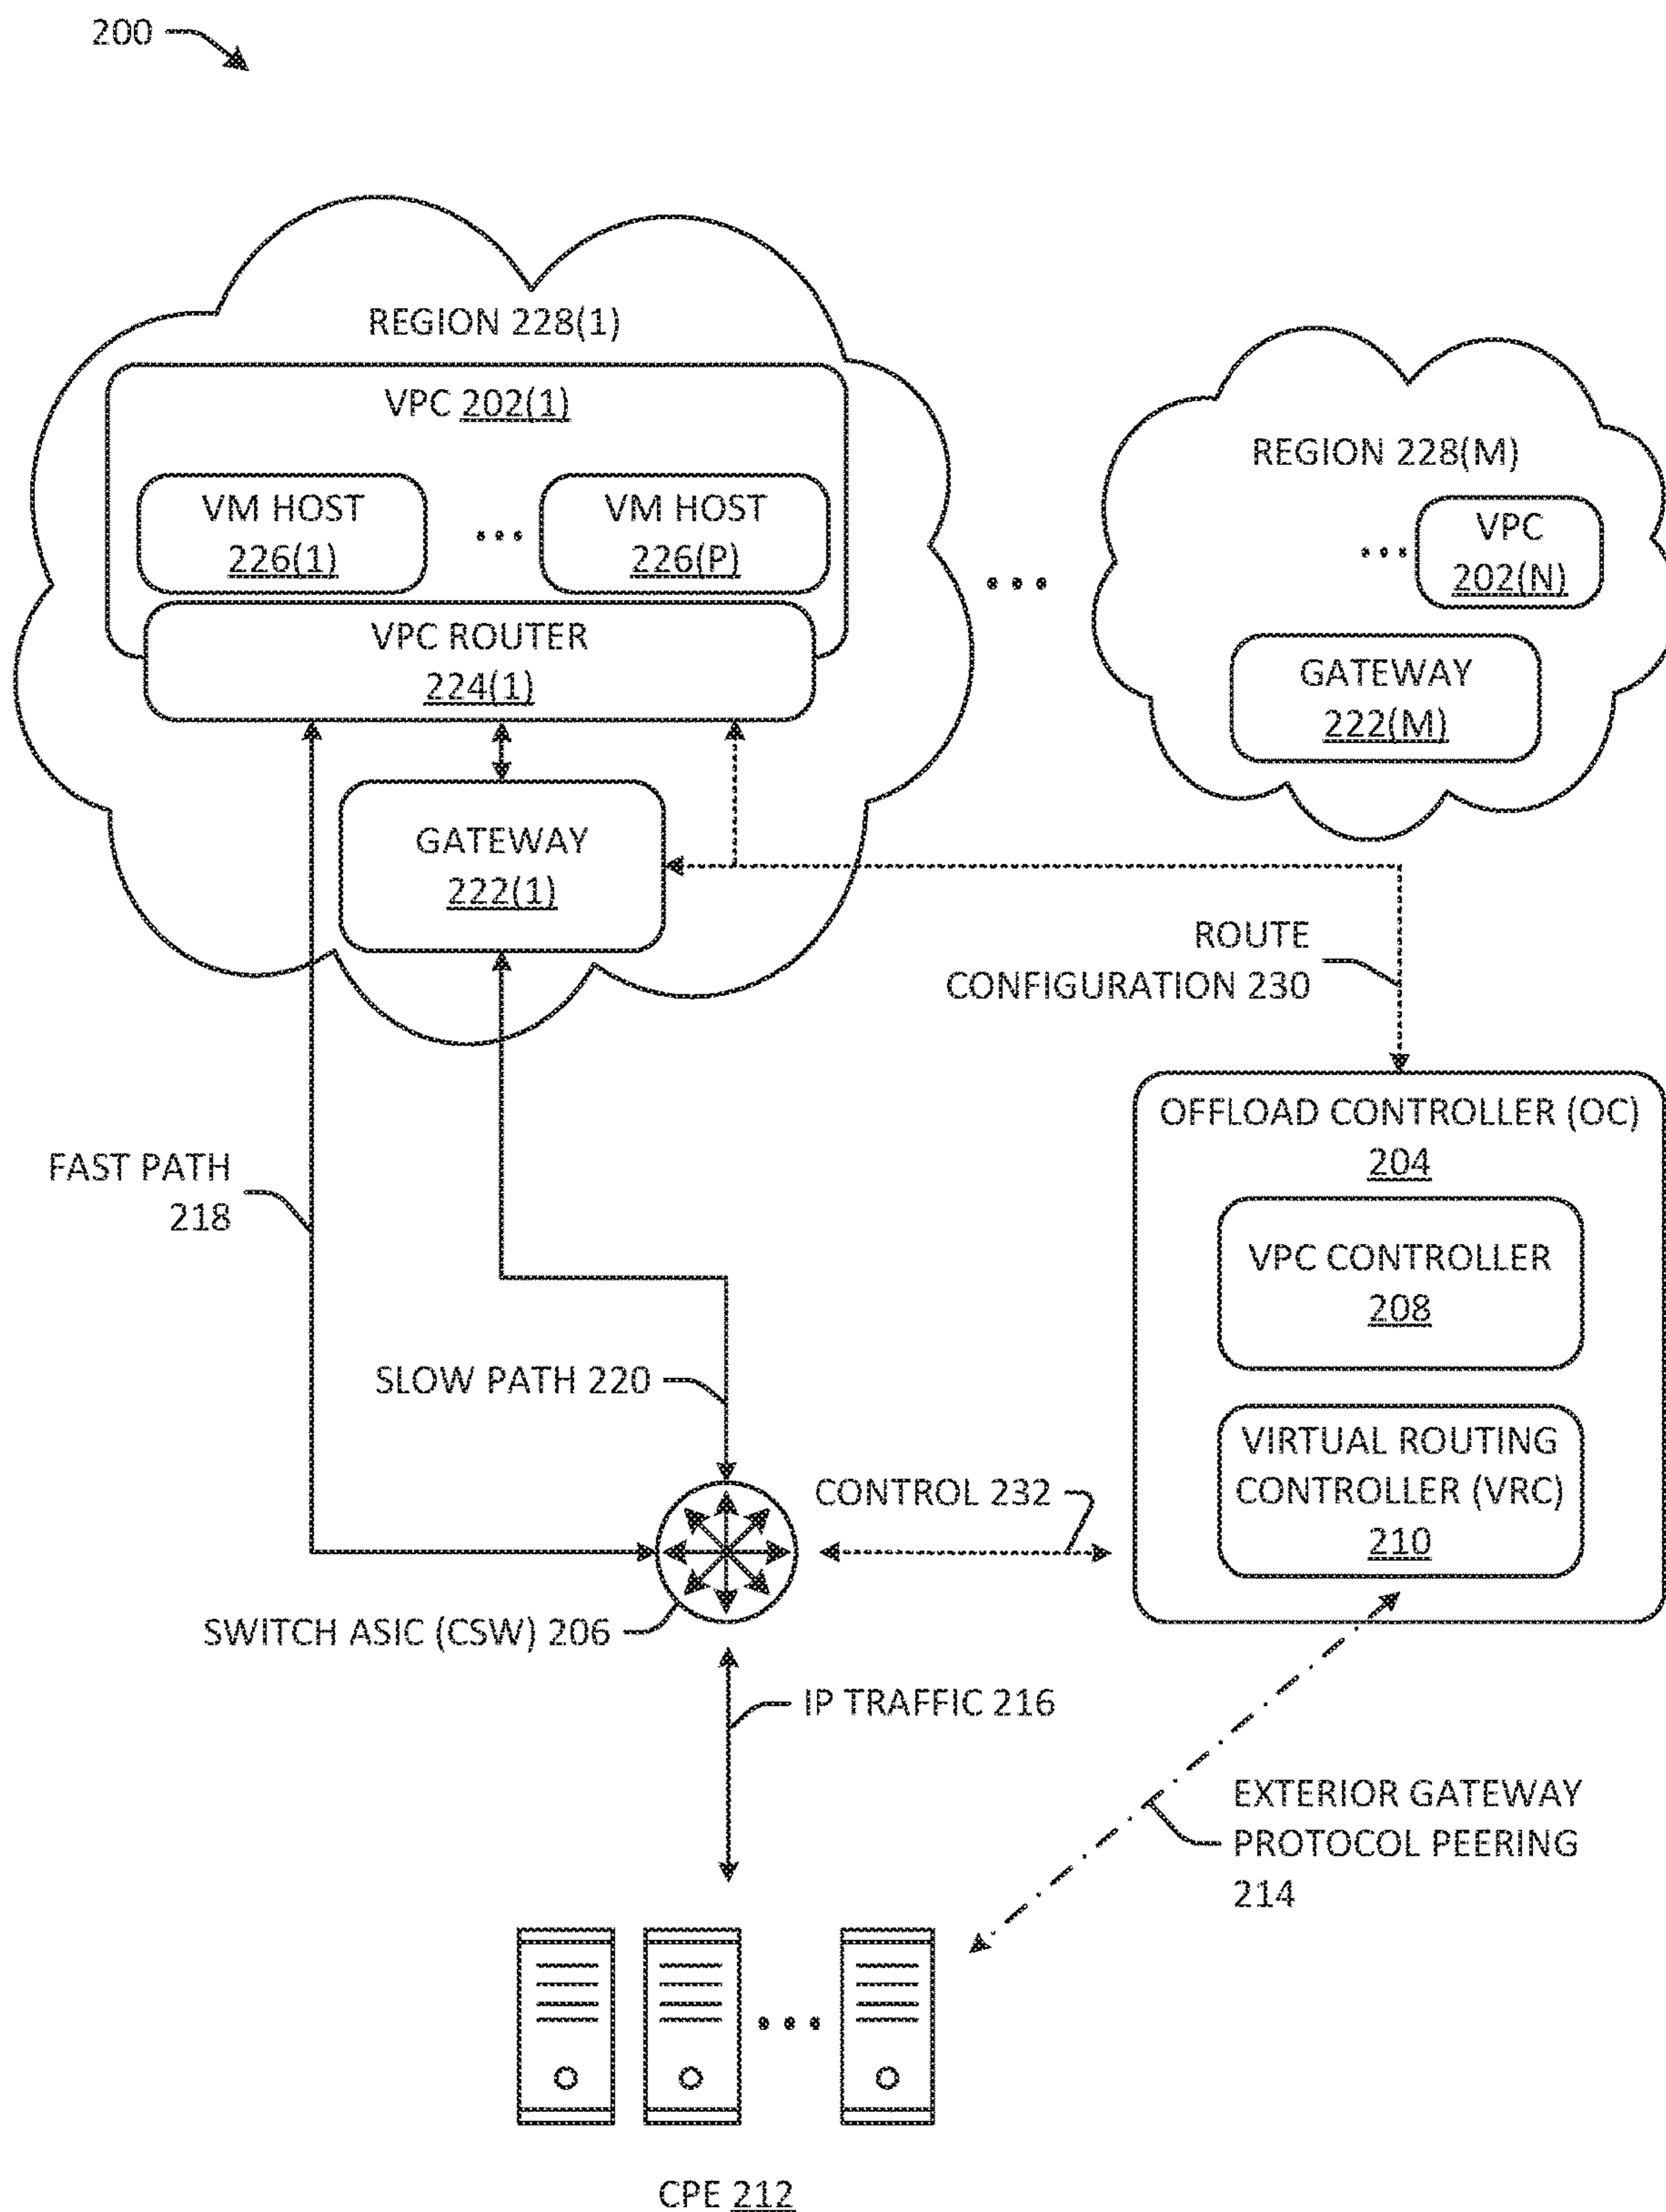 200
REGION 228(1)
VPC 202(1)
VM HOST
226(1)
...
VM HOST
226(P)
VPC ROUTER
224(1)
GATEWAY
222(1)
...
REGION 228(M)
...
VPC
202(N)
GATEWAY
222(M)
ROUTE
CONFIGURATION 230
OFFLOAD CONTROLLER (OC)
204
VPC CONTROLLER
208
VIRTUAL ROUTING
CONTROLLER (VRC)
210
FAST PATH
218
SLOW PATH 220
CONTROL 232
SWITCH ASIC (CSW) 206
IP TRAFFIC 216
EXTERIOR GATEWAY
PROTOCOL PEERING
214
...
CPE 212